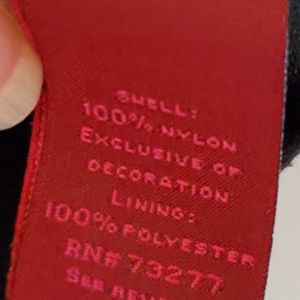 SHELL:
100% NYLON
EXCLUSIVE OF
DECORATION
LINING:
100% POLYESTER
RN# 73277
SEE